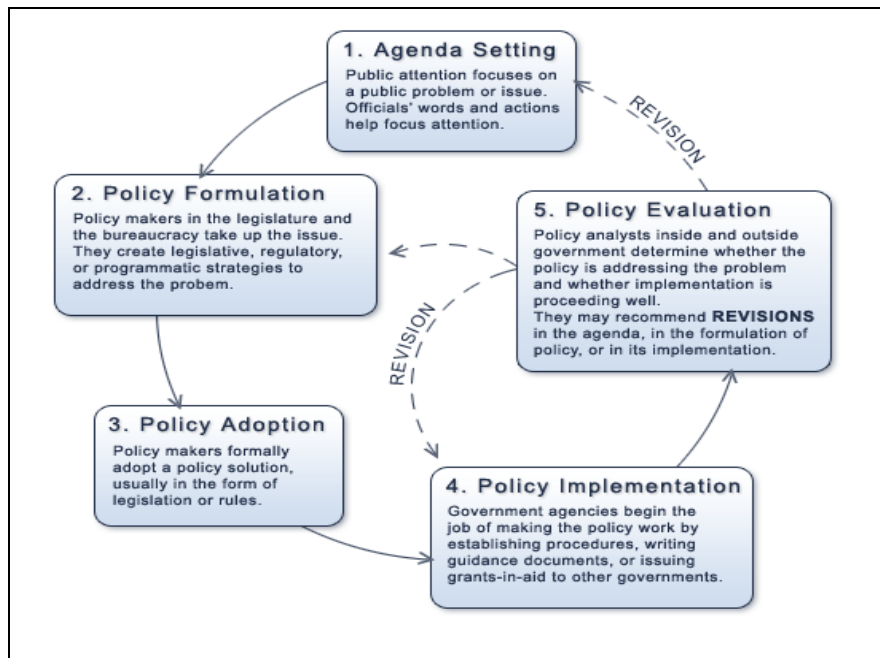 1. Agenda Setting
Public attention focuses on
a public problem or issue.
Officials' words and actions
help focus attention.
REVISION
2. Policy Formulation
Policy makers in the legislature and
the bureaucracy take up the issue.
They create legislative, regulatory,
or programmatic strategies to
address the probem.
5. Policy Evaluation
Policy analysts inside and outside
government determine whether the
policy is addressing the problem
and whether implementation is
proceeding well.
They may recommend REVISIONS
in the agenda, in the formulation of
policy, or in its implementation.
REVISION
3. Policy Adoption
Policy makers formally
adopt a policy solution,
usually in the form of
legislation or rules.
4. Policy Implementation
Government agencies begin the
job of making the policy work by
establishing procedures, writing
guidance documents, or issuing
grants-in-aid to other governments.